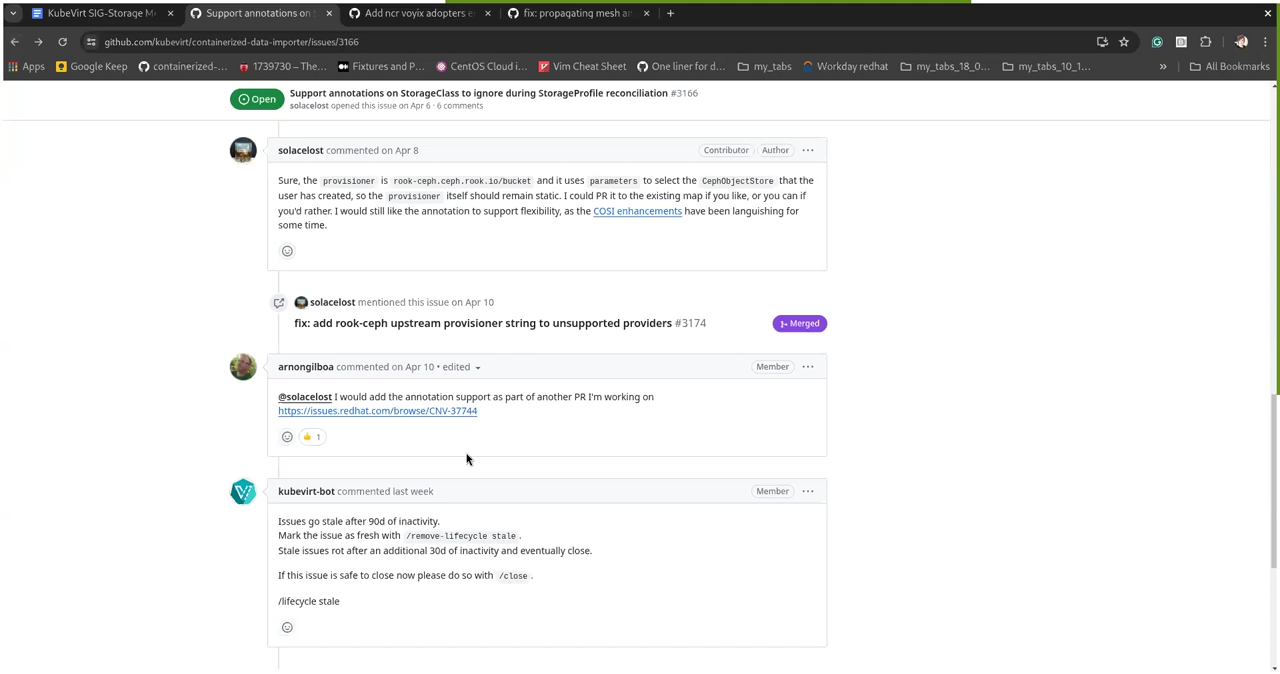 KubeVirt SIG-Storage M
Support annotations on
Add ncr voyix adopters e
fix: propagating mesh an
github.com/kubevirt/containerized-data-importer/issues/3166
Apps
Google Keep
containerized-...
1739730 – The...
Fixtures and P...
CentOS Cloud i...
Vim Cheat Sheet
One liner for d...
my_tabs
Workday redhat
my_tabs_18_0...
my_tabs_10_1...
»
All Bookmarks
Open
Support annotations on StorageClass to ignore during StorageProfile reconciliation #3166
solacelost opened this issue on Apr 6 · 6 comments
solacelost commented on Apr 8
Contributor
Author
Sure, the provisioner is rook-ceph.ceph.rook.io/bucket and it uses parameters to select the CephObjectStore that the
user has created, so the provisioner itself should remain static. I could PR it to the existing map if you like, or you can if
you'd rather. I would still like the annotation to support flexibility, as the COSI enhancements have been languishing for
some time.
solacelost mentioned this issue on Apr 10
fix: add rook-ceph upstream provisioner string to unsupported providers #3174
Merged
arnongilboa commented on Apr 10 • edited
Member
@solacelost I would add the annotation support as part of another PR I'm working on
https://issues.redhat.com/browse/CNV-37744
1
kubevirt-bot commented last week
Member
Issues go stale after 90d of inactivity.
Mark the issue as fresh with /remove-lifecycle stale .
Stale issues rot after an additional 30d of inactivity and eventually close.
If this issue is safe to close now please do so with /close .
/lifecycle stale